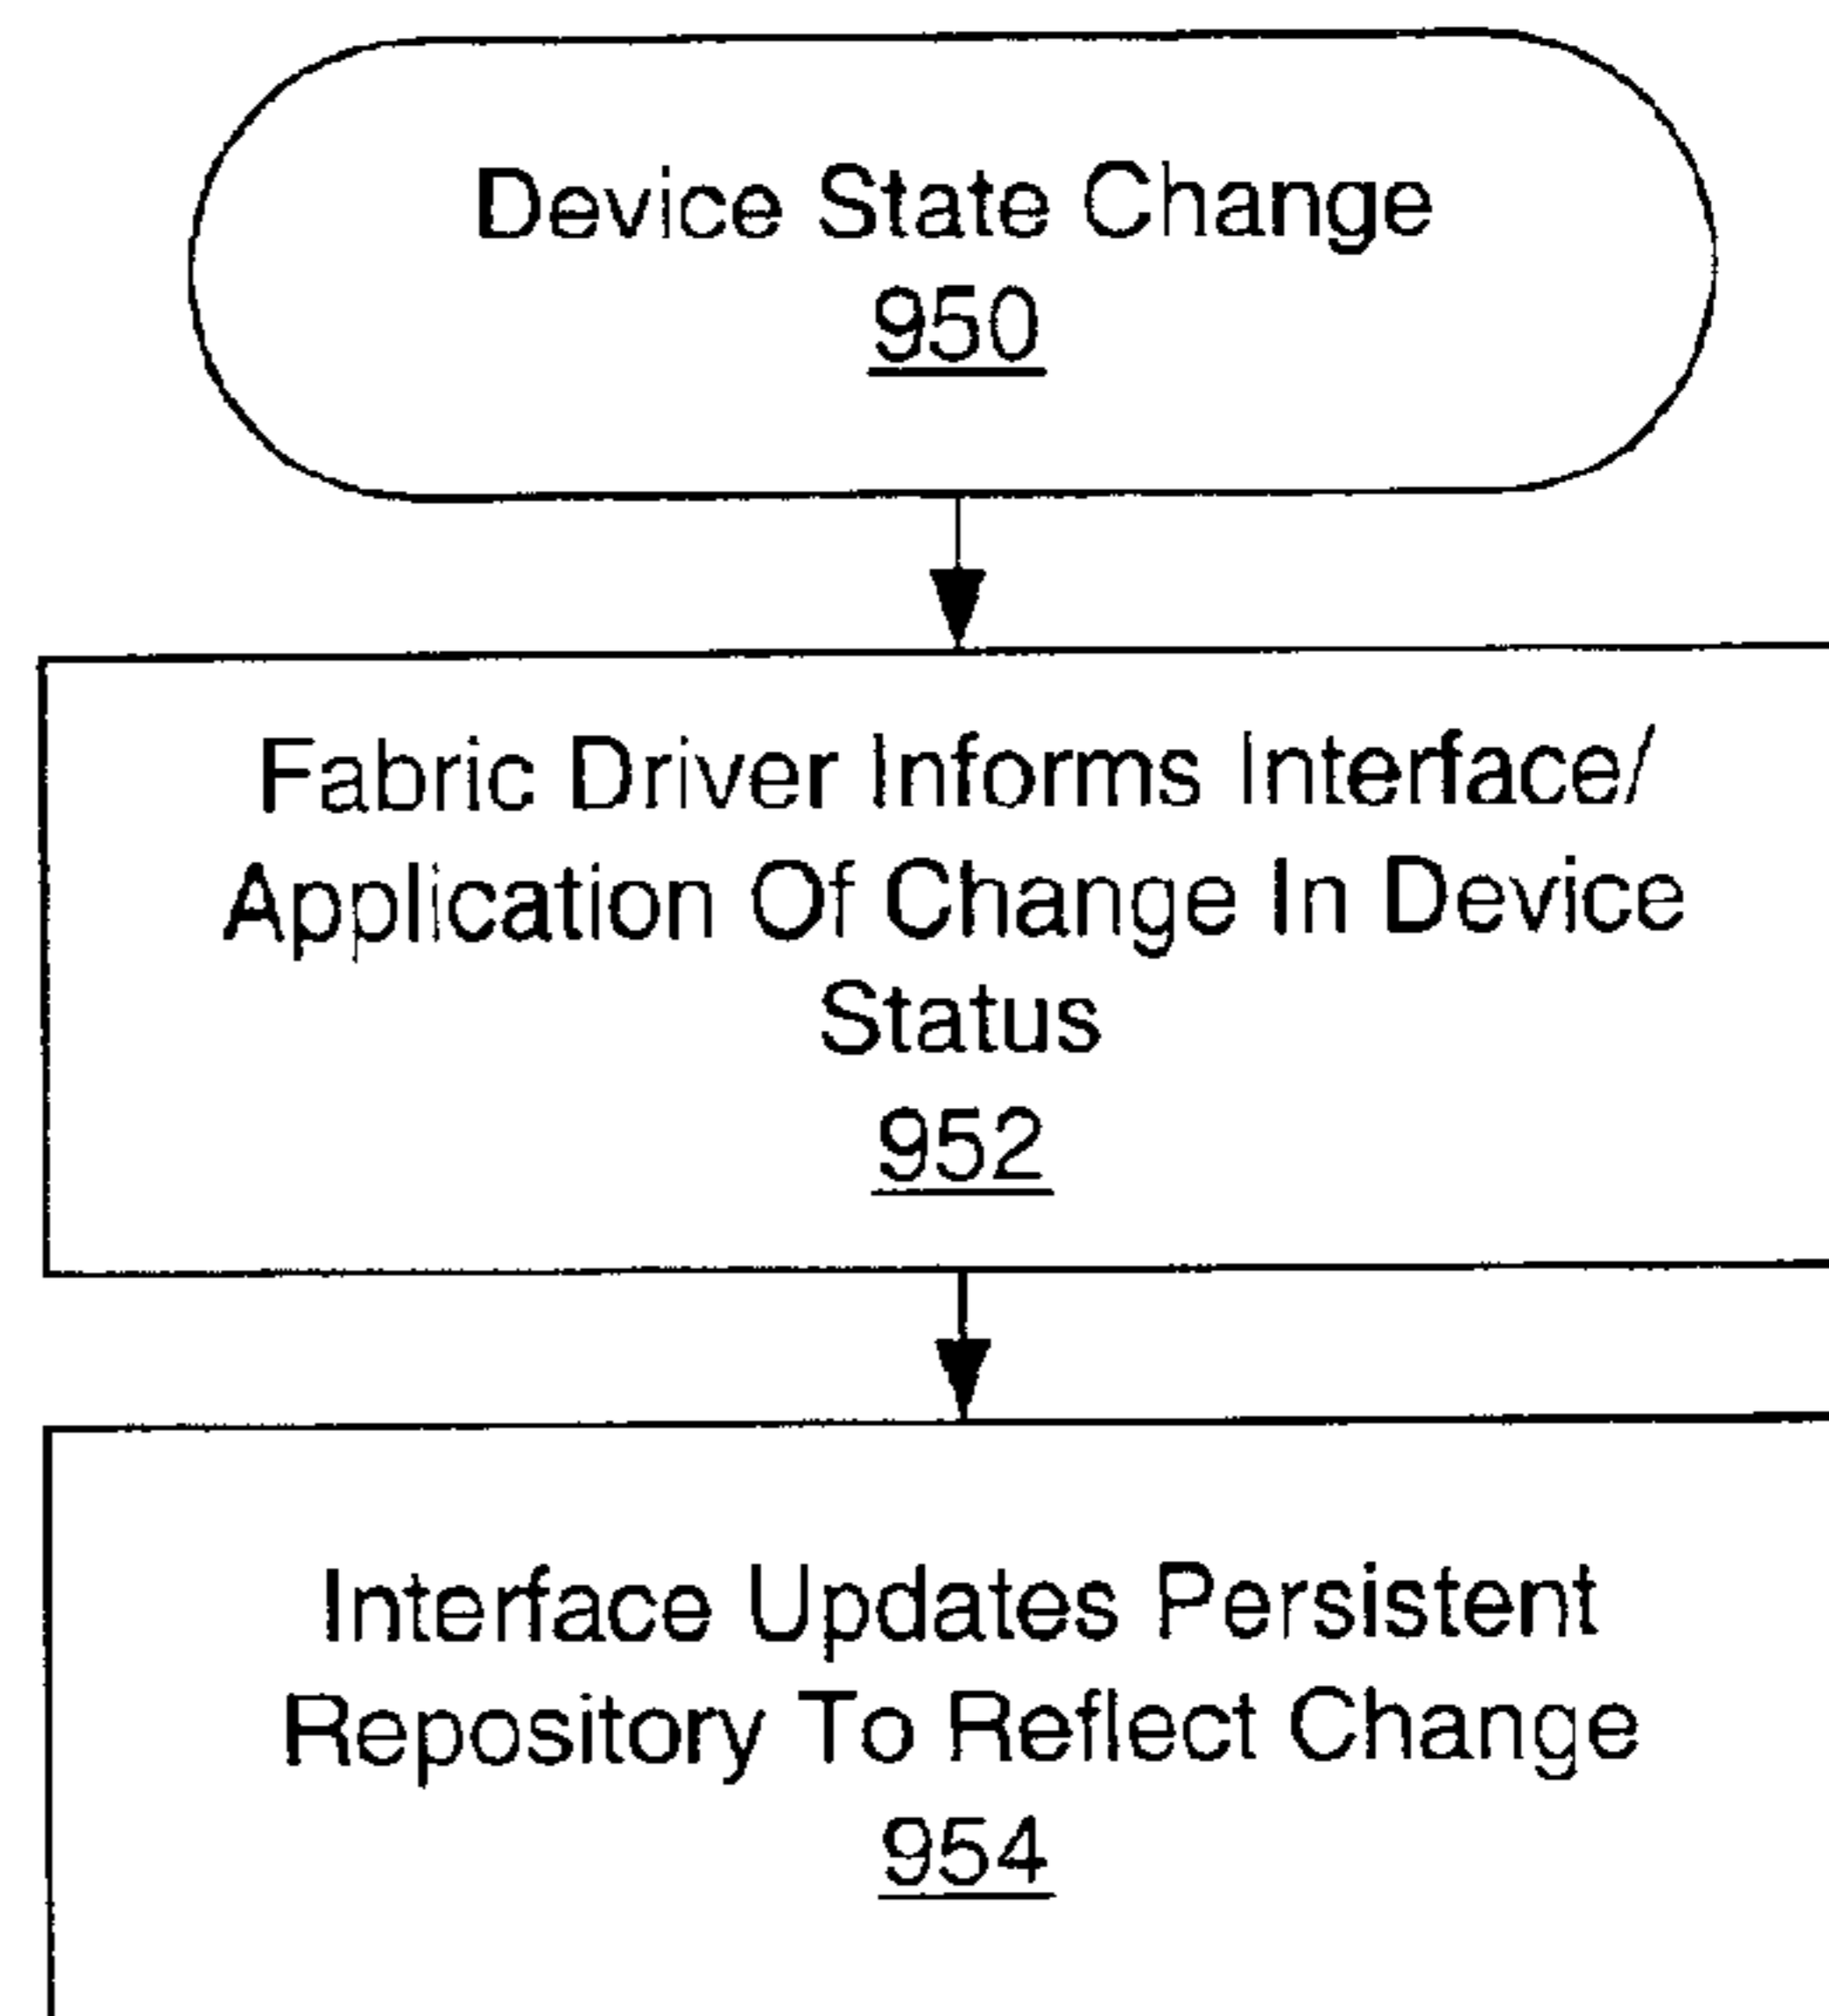 Device State Change
950
Fabric Driver Informs Interface/
Application Of Change In Device
Status
952
Interface Updates Persistent
Repository To Reflect Change
954